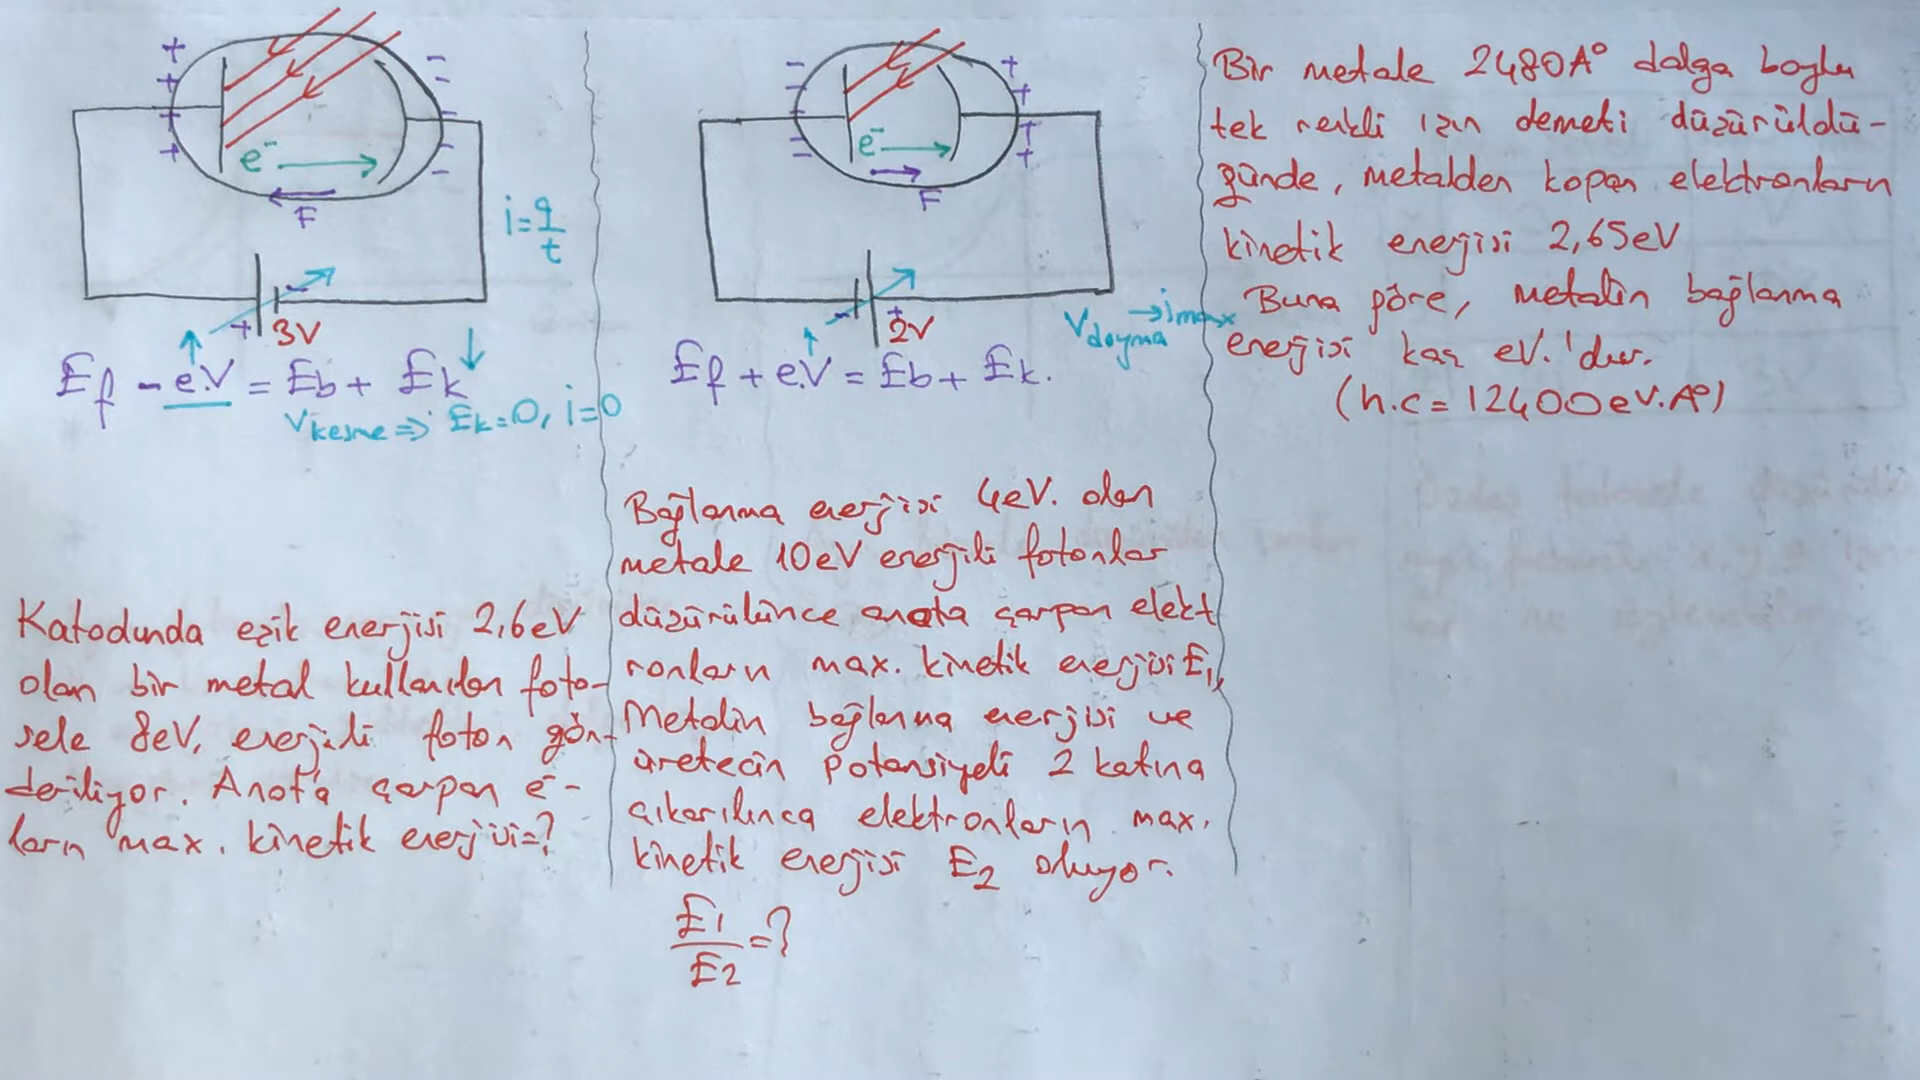 e⁻
F
i=q/t
+ 3V -
Ef - e.V = Eb + Ek
Vkesme => Ek=0, i=0
Katodunda eşik enerjisi 2,6eV
olan bir metal kullanılan foto-
sele 8eV. enerjili foton gön-
deriliyor. Anot'a çarpan e⁻-
ların max. kinetik enerjisi=?
e⁻
F
- + 2V
Vdoyma → imax
Ef + e.V = Eb + Ek.
Bağlanma enerjisi 4eV. olan
metale 10eV enerjili fotonlar
düşürülünce anota çarpan elekt
ronların max. kinetik enerjisi E1,
Metalin bağlanma enerjisi ve
üretecin potansiyeli 2 katına
çıkarılınca elektronların max.
kinetik enerjisi E2 oluyor.
E1/E2=?
Bir metale 2480A° dalga boylu
tek renkli ışın demeti düşürüldü-
ğünde, metalden kopan elektronların
kinetik enerjisi 2,65eV
Buna göre, metalin bağlanma
enerjisi kaç eV.'dur.
(h.c = 12400eV.A°)